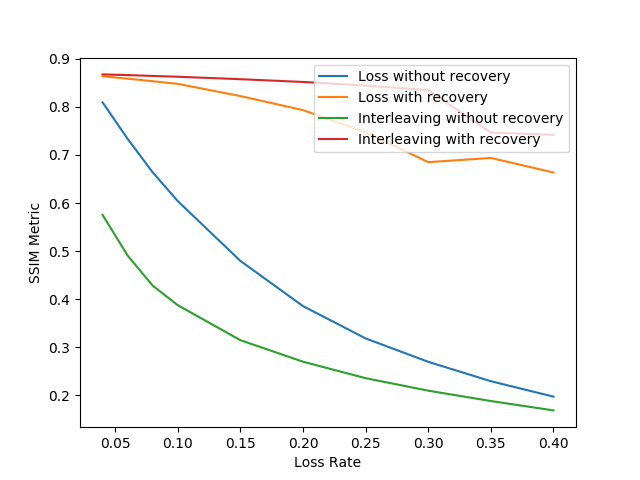 0.9
0.8
0.7
0.6
0.5
0.4
0.3
0.2
SSIM Metric
Loss without recovery
Loss with recovery
Interleaving without recovery
Interleaving with recovery
0.05 0.10 0.15 0.20 0.25 0.30 0.35 0.40
Loss Rate